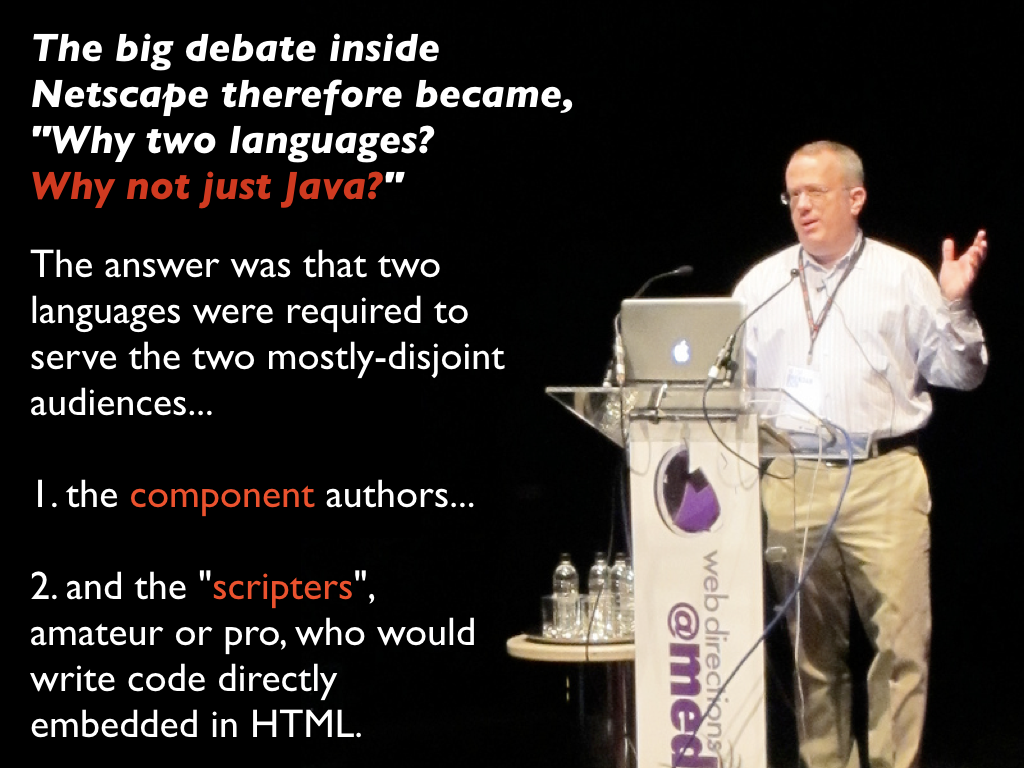 The big debate inside
Netscape therefore became,
"Why two languages?
Why not just Java?"
The answer was that two
languages were required to
serve the two mostly-disjoint
audiences...
1. the component authors...
2. and the "scripters",
amateur or pro, who would
write code directly
embedded in HTML.
web directions
@med